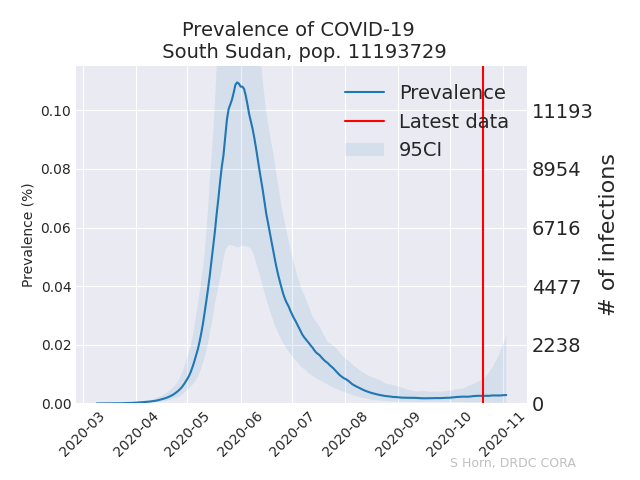 Prevalence of COVID-19
South Sudan, pop. 11193729
Prevalence
Latest data
95CI
Prevalence (%)
0.10
0.08
0.06
0.04
0.02
0.00
11193
8954
6716
4477
2238
0
# of infections
2020-03
2020-04
2020-05
2020-06
2020-07
2020-08
2020-09
2020-10
2020-11
S Horn, DRDC CORA